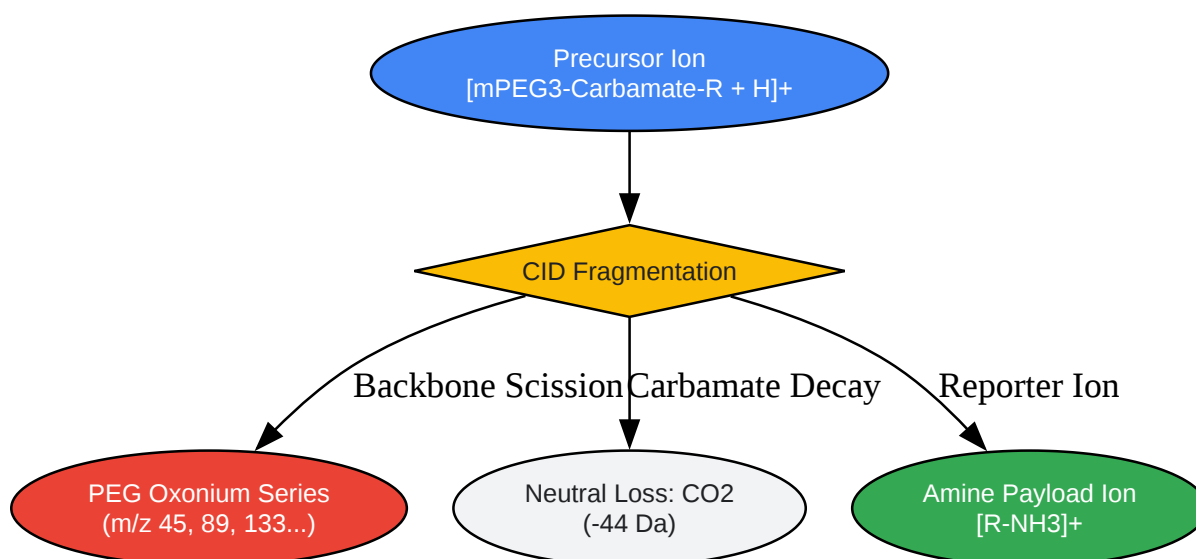 Precursor Ion
[mPEG3-Carbamate-R + H]+
CID Fragmentation
Backbone Scission
Carbamate Decay
Reporter Ion
PEG Oxonium Series
(m/z 45, 89, 133...)
Neutral Loss: CO2
(-44 Da)
Amine Payload Ion
[R-NH3]+